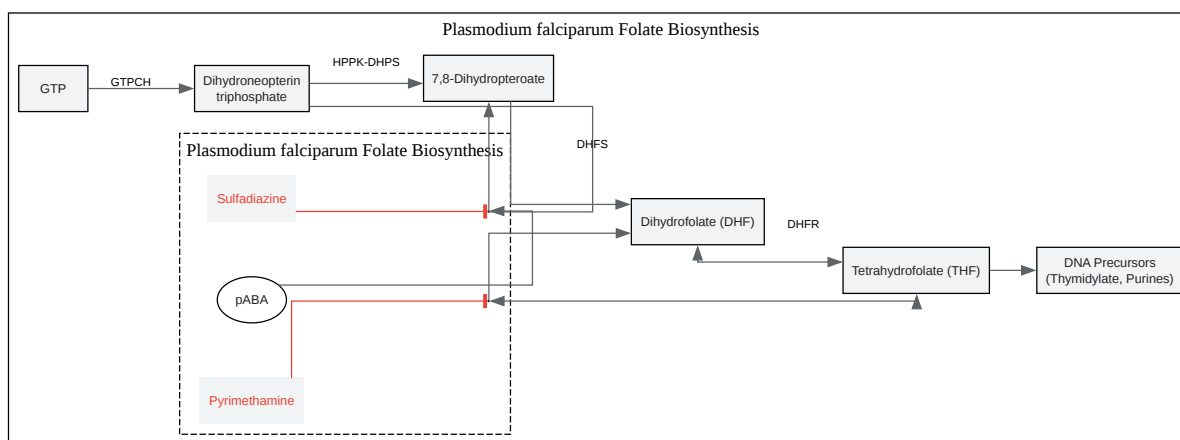 Plasmodium falciparum Folate Biosynthesis
GTP
GTPCH
Dihydroneopterin
triphosphate
HPPK-DHPS
7,8-Dihydropteroate
DHFS
Plasmodium falciparum Folate Biosynthesis
Sulfadiazine
pABA
Pyrimethamine
Dihydrofolate (DHF)
DHFR
Tetrahydrofolate (THF)
DNA Precursors
(Thymidylate, Purines)